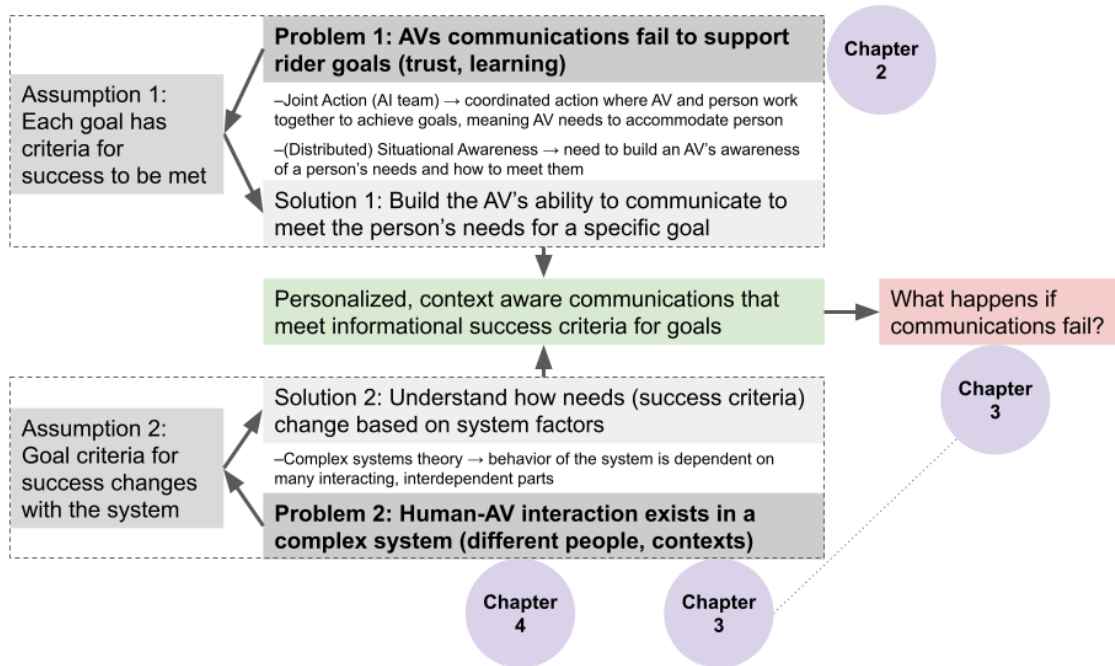 Problem 1: AVs communications fail to support
rider goals (trust, learning)
Chapter
2
Assumption 1:
Each goal has
criteria for
success to be met
–Joint Action (AI team) → coordinated action where AV and person work
together to achieve goals, meaning AV needs to accommodate person
–(Distributed) Situational Awareness → need to build an AV's awareness
of a person's needs and how to meet them
Solution 1: Build the AV's ability to communicate to
meet the person's needs for a specific goal
Personalized, context aware communications that
meet informational success criteria for goals
What happens if
communications fail?
Chapter
3
Solution 2: Understand how needs (success criteria)
change based on system factors
Assumption 2:
Goal criteria for
success changes
with the system
–Complex systems theory → behavior of the system is dependent on
many interacting, interdependent parts
Problem 2: Human-AV interaction exists in a
complex system (different people, contexts)
Chapter
4
Chapter
3